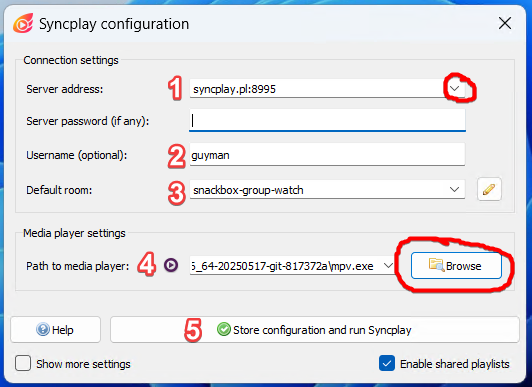 Syncplay configuration
Connection settings
Server address: 1 syncplay.pl:8995
Server password (if any):
Username (optional): 2 guyman
Default room: 3 snackbox-group-watch
Media player settings
Path to media player: 4 5_64-20250517-git-817372a\mpv.exe Browse
Help 5 Store configuration and run Syncplay
Show more settings Enable shared playlists